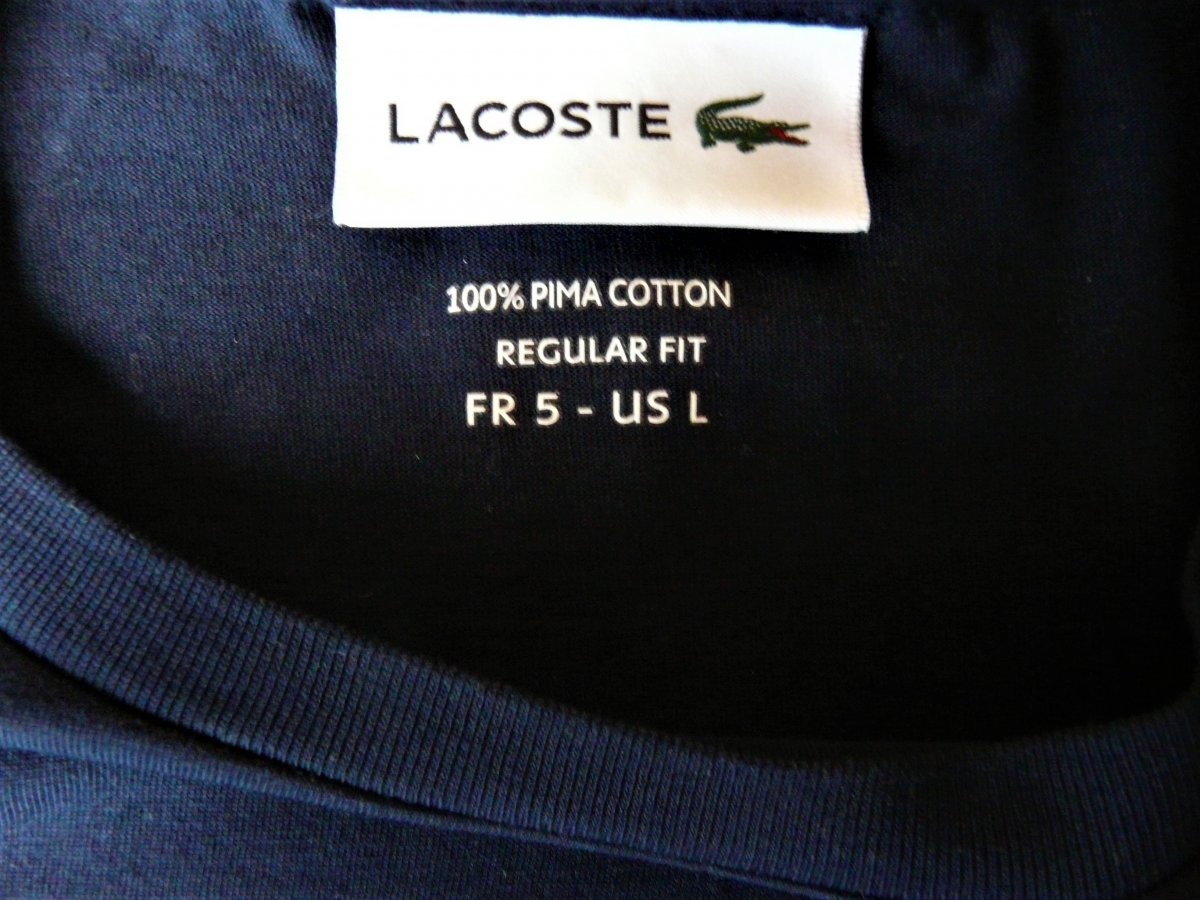 LACOSTE
100% PIMA COTTON
REGULAR FIT
FR 5 - US L